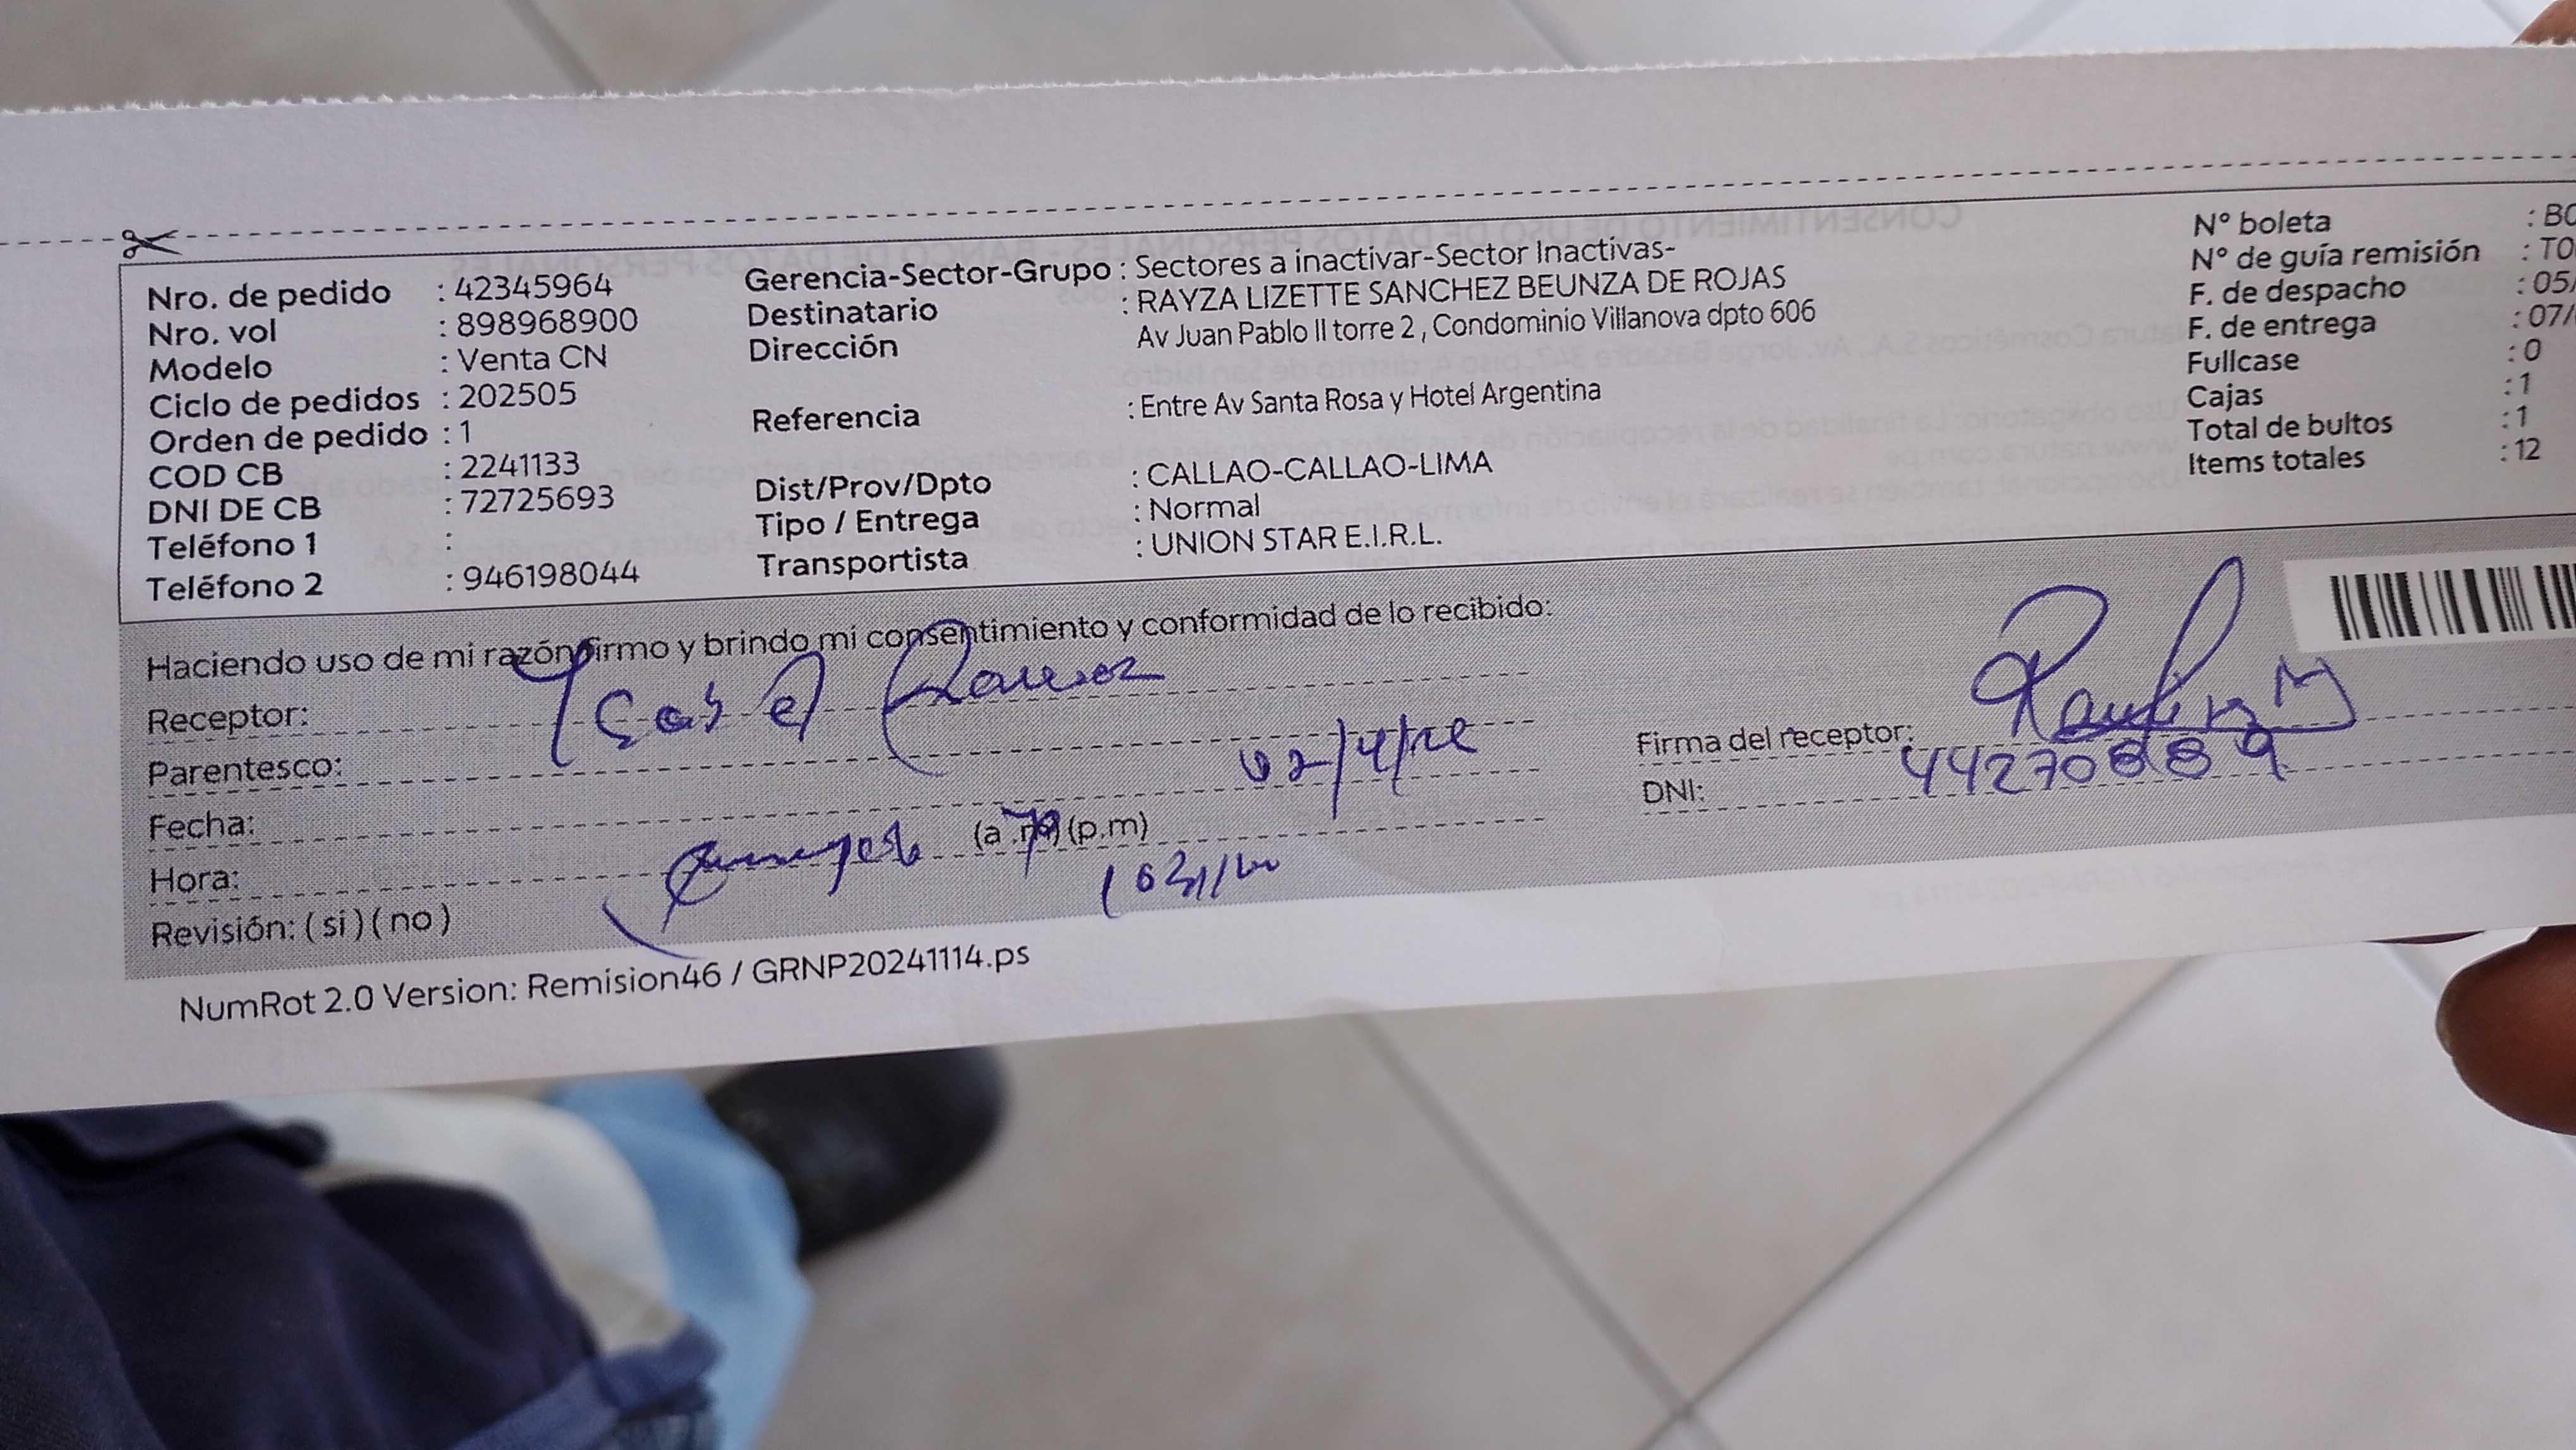 Nro. de pedido : 42345964
Nro. vol : 898968900
Modelo : Venta CN
Ciclo de pedidos : 202505
Orden de pedido : 1
COD CB : 2241133
DNI DE CB : 72725693
Teléfono 1 :
Teléfono 2 : 946198044
Gerencia-Sector-Grupo : Sectores a inactivar-Sector Inactivas-
Destinatario : RAYZA LIZETTE SANCHEZ BEUNZA DE ROJAS
Dirección Av Juan Pablo II torre 2 , Condominio Villanova dpto 606
Referencia : Entre Av Santa Rosa y Hotel Argentina
Dist/Prov/Dpto : CALLAO-CALLAO-LIMA
Tipo / Entrega : Normal
Transportista : UNION STAR E.I.R.L.
N° boleta : BO
N° de guía remisión : TO
F. de despacho : 05/
F. de entrega : 07/
Fullcase : 0
Cajas : 1
Total de bultos : 1
Items totales : 12
Haciendo uso de mi razón firmo y brindo mi consentimiento y conformidad de lo recibido:
Receptor: Isabel Ramirez
Parentesco:
Fecha:
Hora: (a.m) (p.m)
Revisión: ( si ) ( no )
Firma del receptor:
DNI: 44270889
NumRot 2.0 Version: Remision46 / GRNP20241114.ps